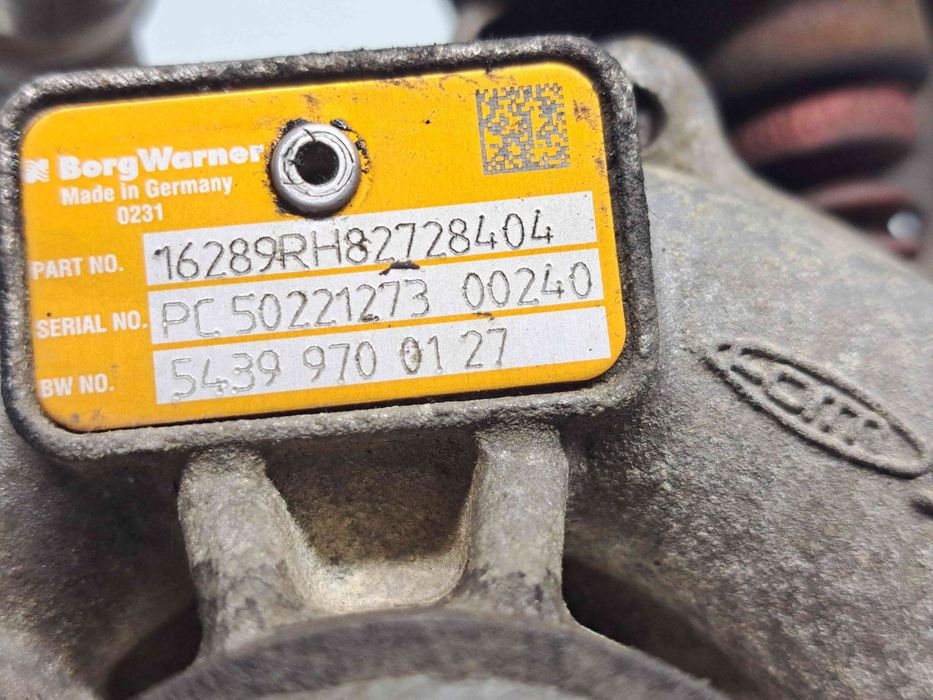 BorgWarner
Made in Germany
0231
PART NO. 16289RH82728404
SERIAL NO. PC 50221273 00240
BW NO. 5439 970 0127